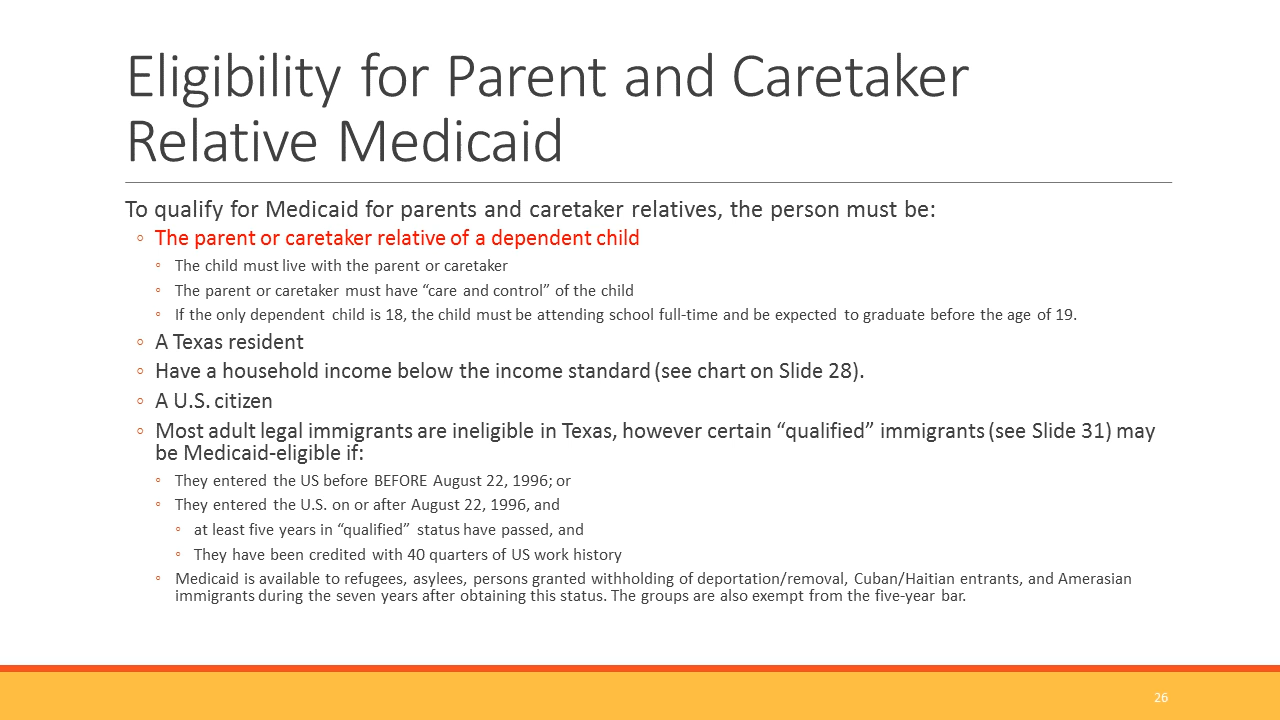 Eligibility for Parent and Caretaker
Relative Medicaid
To qualify for Medicaid for parents and caretaker relatives, the person must be:
◦ The parent or caretaker relative of a dependent child
◦ The child must live with the parent or caretaker
◦ The parent or caretaker must have “care and control” of the child
◦ If the only dependent child is 18, the child must be attending school full-time and be expected to graduate before the age of 19.
◦ A Texas resident
◦ Have a household income below the income standard (see chart on Slide 28).
◦ A U.S. citizen
◦ Most adult legal immigrants are ineligible in Texas, however certain “qualified” immigrants (see Slide 31) may
be Medicaid-eligible if:
◦ They entered the US before BEFORE August 22, 1996; or
◦ They entered the U.S. on or after August 22, 1996, and
◦ at least five years in “qualified” status have passed, and
◦ They have been credited with 40 quarters of US work history
◦ Medicaid is available to refugees, asylees, persons granted withholding of deportation/removal, Cuban/Haitian entrants, and Amerasian
immigrants during the seven years after obtaining this status. The groups are also exempt from the five-year bar.
26